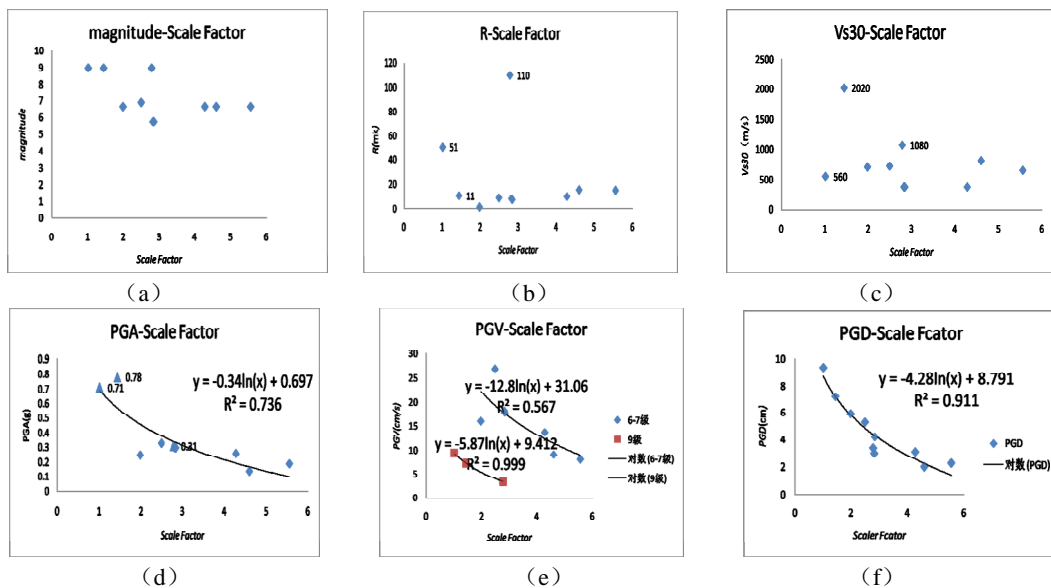 magnitude-Scale Factor
10
9
8
7
6
5
4
3
2
1
0
magnitude
0 1 2 3 4 5 6
Scale Factor
(a)
R-Scale Factor
120
100
80
60
40
20
0
R(mk)
110
51
11
0 1 2 3 4 5 6
Scale Factor
(b)
Vs30-Scale Factor
2500
2000
1500
1000
500
0
Vs30 (m/s)
2020
1080
560
0 1 2 3 4 5 6
Scale Factor
(c)
PGA-Scale Factor
0.9
0.8
0.7
0.6
0.5
0.4
0.3
0.2
0.1
0
PGA(g)
0.78
0.71
0.31
y = -0.34ln(x) + 0.697
R² = 0.736
0 1 2 3 4 5 6
Scale Factor
(d)
PGV-Scale Factor
30
25
20
15
10
5
0
PGV(cm/s)
y = -12.8ln(x) + 31.06
R² = 0.567
y = -5.87ln(x) + 9.412
R² = 0.999
6-7级
9级
对数 (6-7级)
对数 (9级)
0 2 4 6
Scale Factor
(e)
PGD-Scale Fcator
10
8
6
4
2
0
PGD(cm)
y = -4.28ln(x) + 8.791
R² = 0.911
PGD
对数 (PGD)
0 2 4 6
Scaler Fcator
(f)